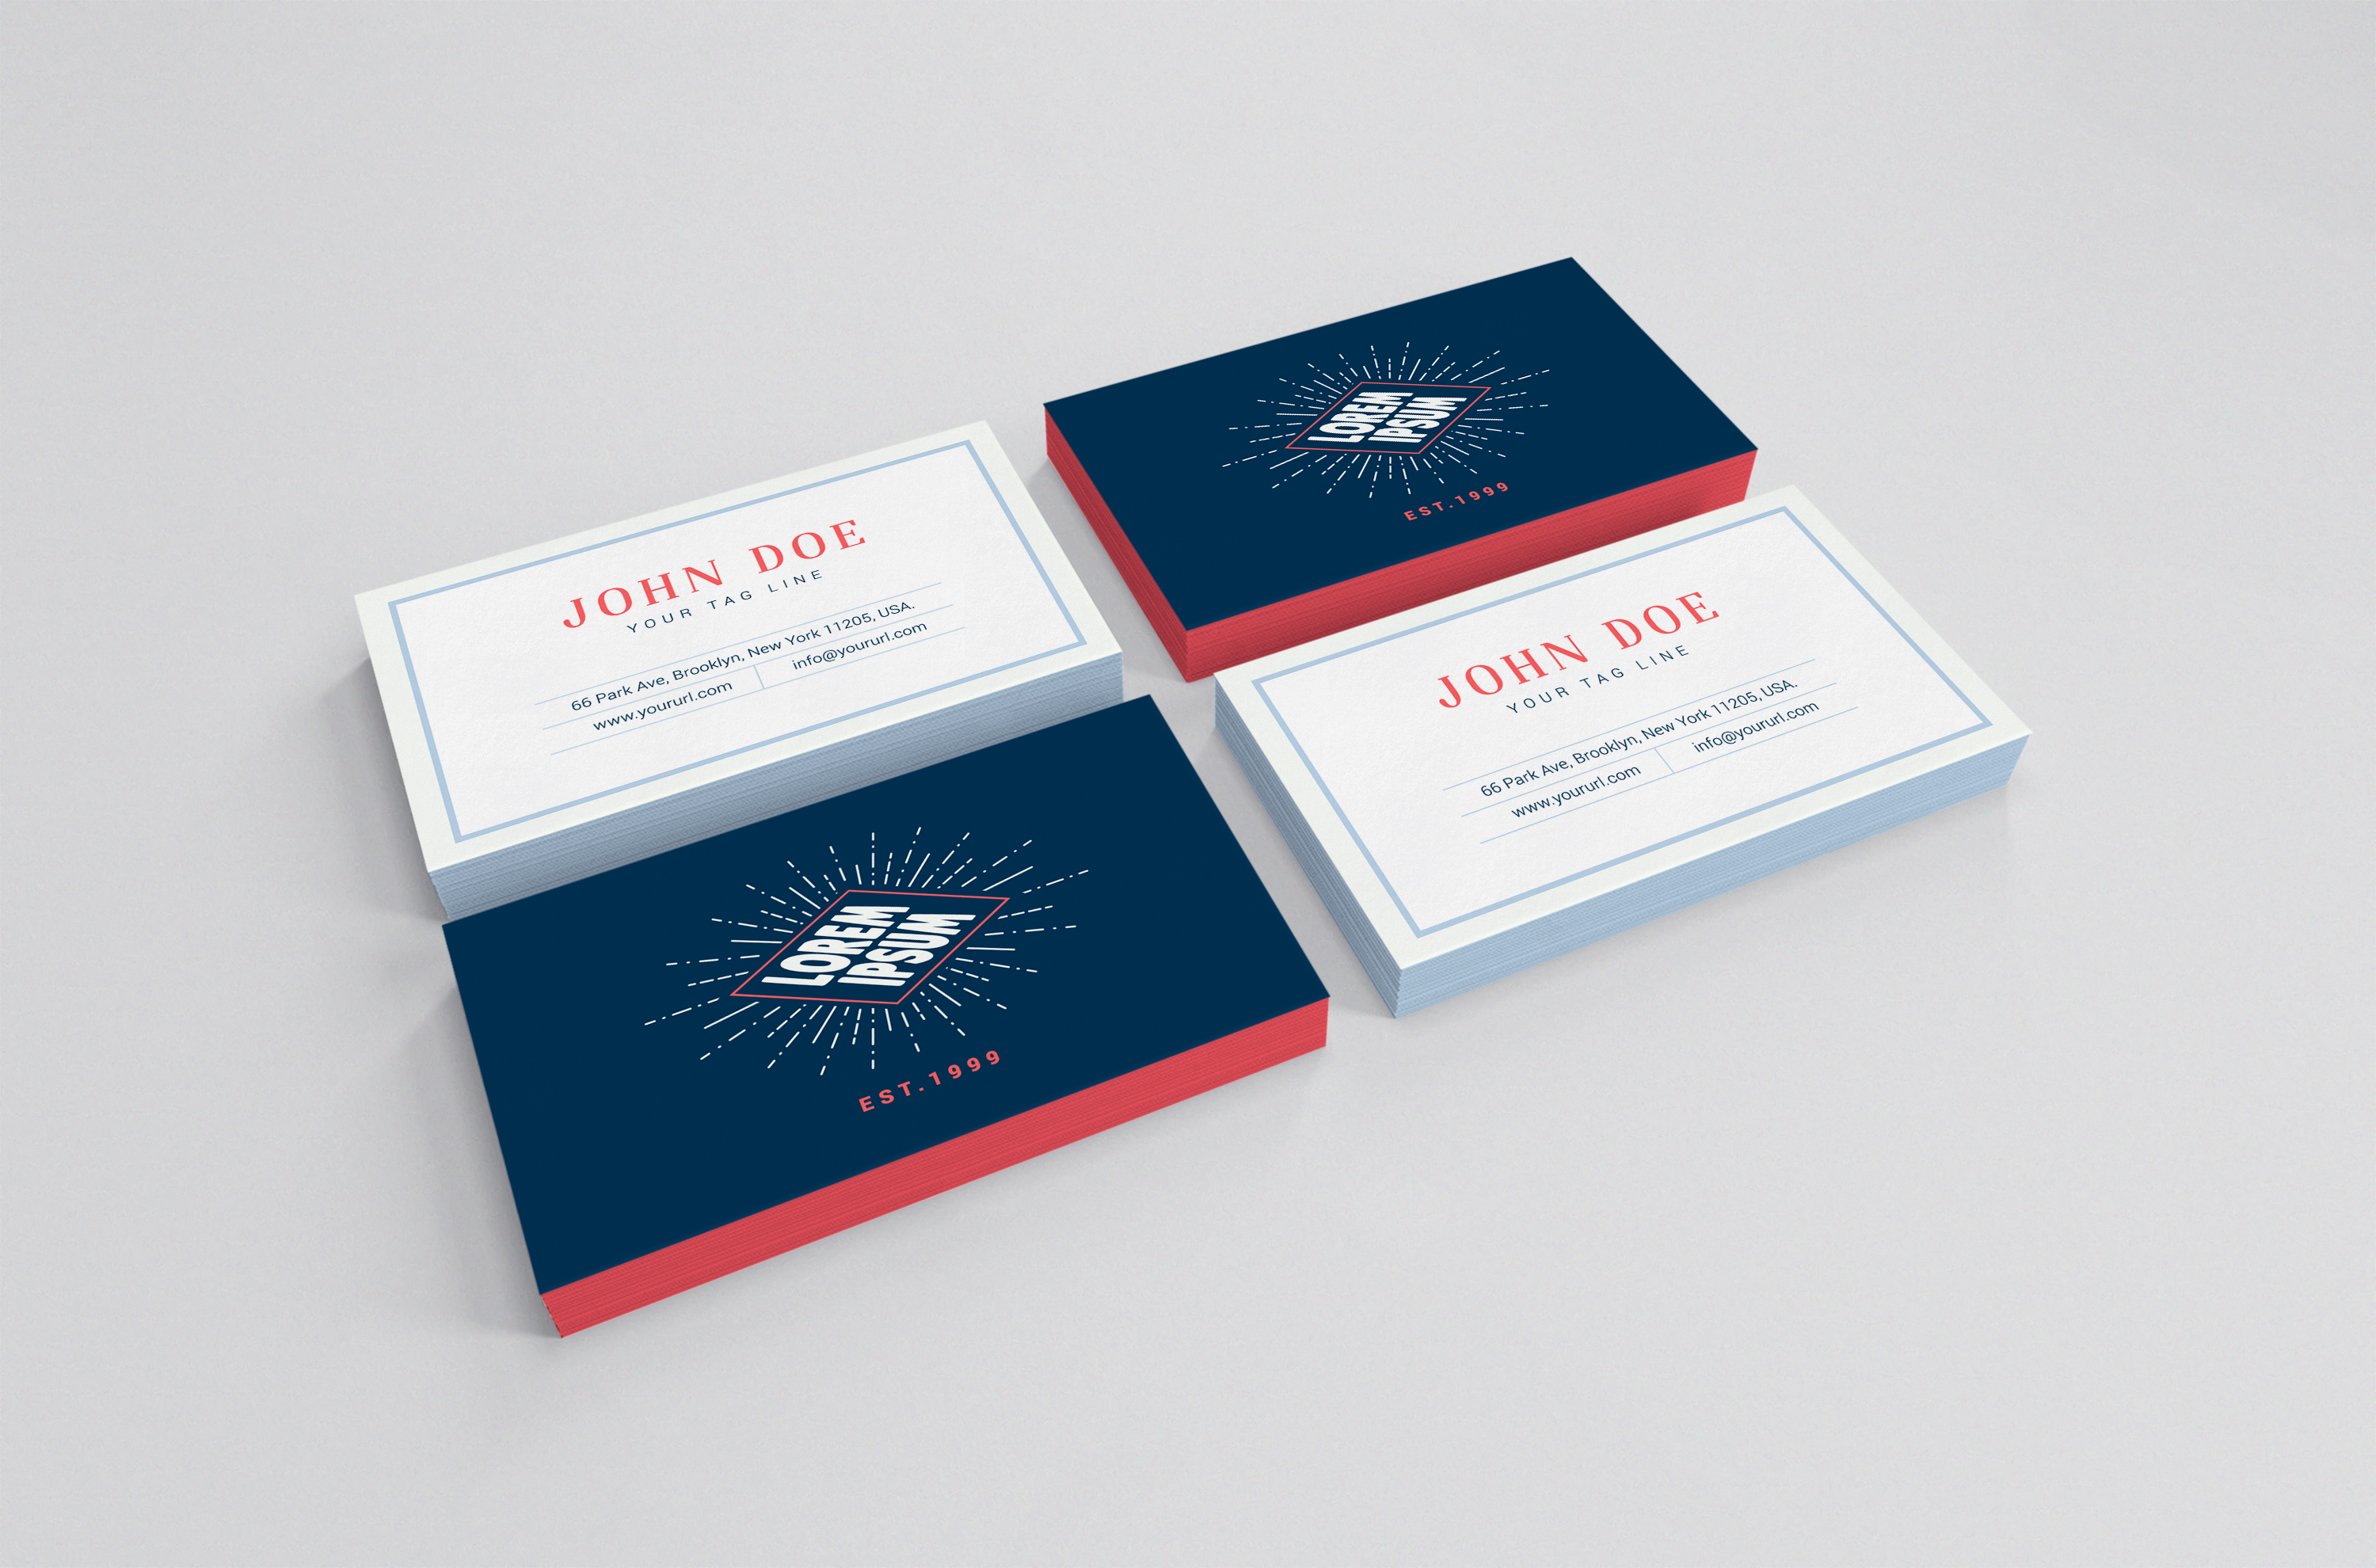 LOREM
IPSUM
EST.1999
JOHN DOE
YOUR TAG LINE
66 Park Ave, Brooklyn, New York 11205, USA.
www.yoururl.com
info@yoururl.com
JOHN DOE
YOUR TAG LINE
66 Park Ave, Brooklyn, New York 11205, USA.
www.yoururl.com
info@yoururl.com
LOREM
IPSUM
EST.1999